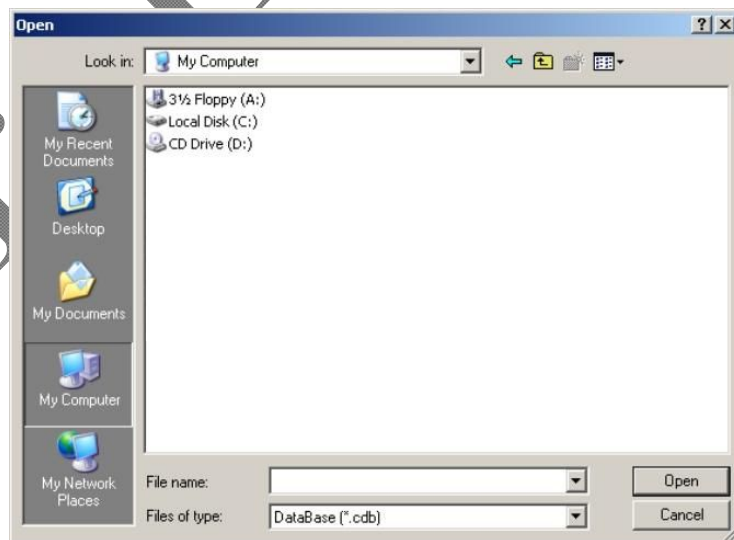 Open
Look in:
My Computer
3½ Floppy (A:)
Local Disk (C:)
CD Drive (D:)
My Recent
Documents
Desktop
My Documents
My Computer
My Network
Places
File name:
Open
Files of type:
DataBase (*.cdb)
Cancel